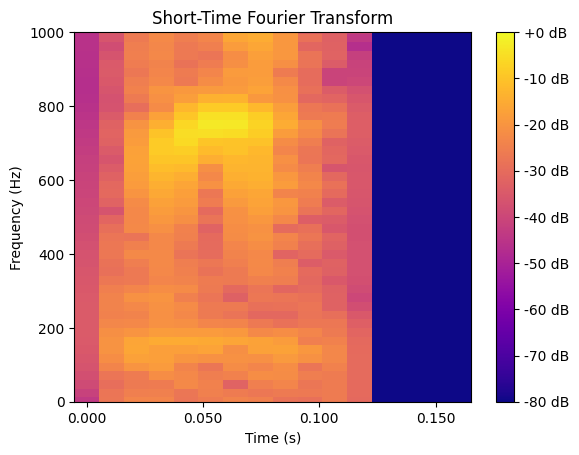 Short-Time Fourier Transform
1000
800
600
400
200
0
Frequency (Hz)
0.000
0.050
0.100
0.150
Time (s)
+0 dB
-10 dB
-20 dB
-30 dB
-40 dB
-50 dB
-60 dB
-70 dB
-80 dB